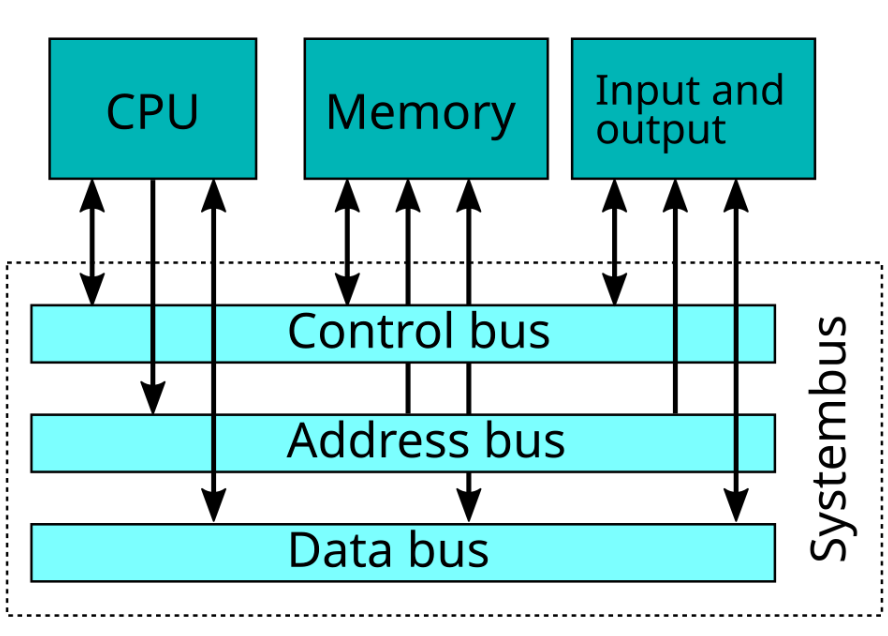 CPU
Memory
Input and
output
Control bus
Address bus
Data bus
Systembus